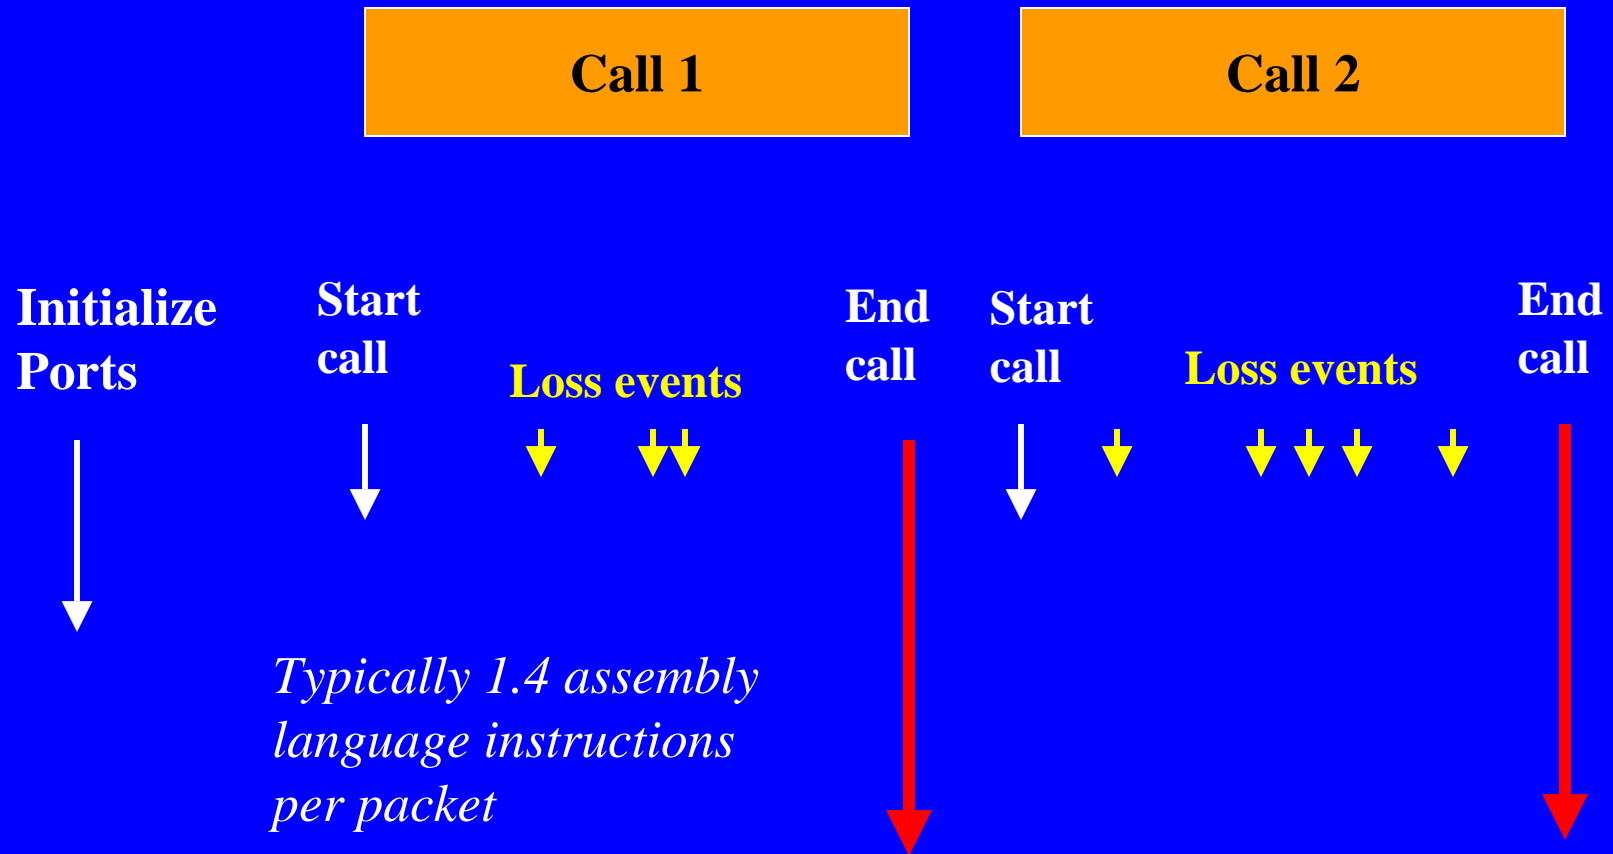 Call 1
Call 2
Initialize
Ports
Start
call
Loss events
End
call
Start
call
Loss events
End
call
Typically 1.4 assembly
language instructions
per packet